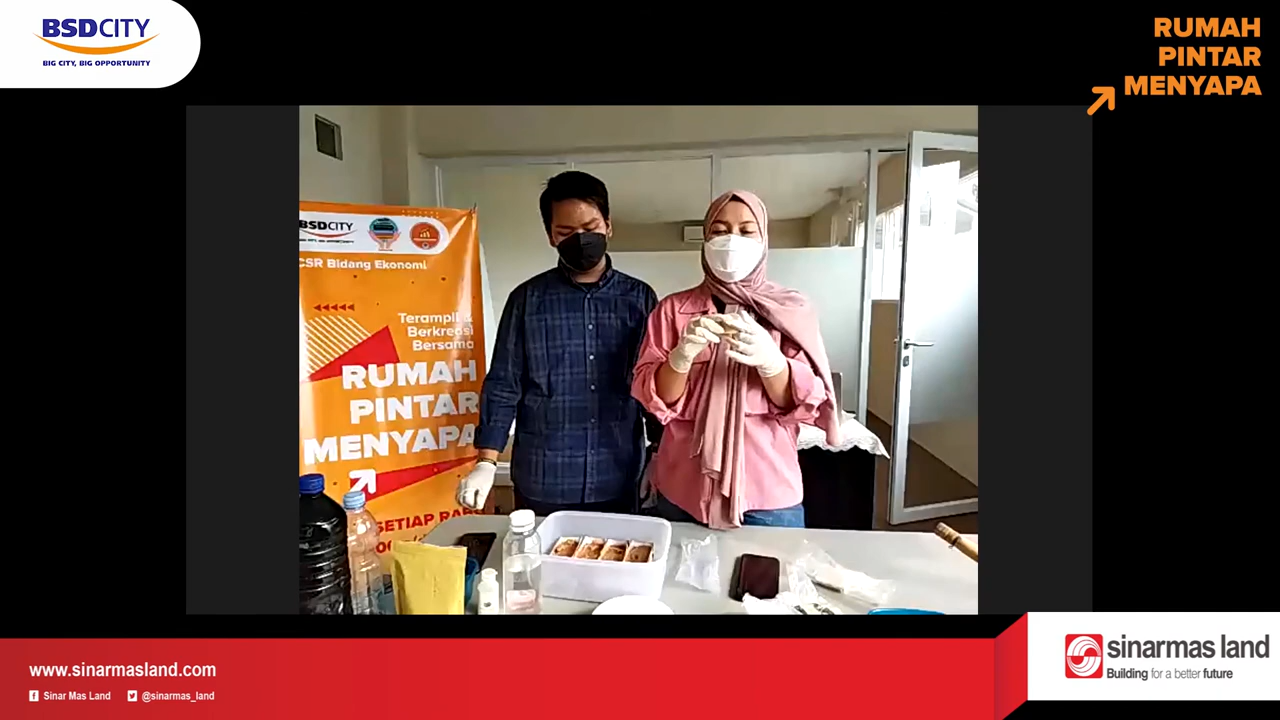 BSDCITY
BIG CITY, BIG OPPORTUNITY
RUMAH
PINTAR
MENYAPA
BSDCITY
CSR Bidang Ekonomi
Terampil &
Berkreasi
Bersama
RUMAH
PINTAR
MENYAPA
SETIAP
www.sinarmasland.com
Sinar Mas Land
@sinarmas_land
sinarmas land
Building for a better future